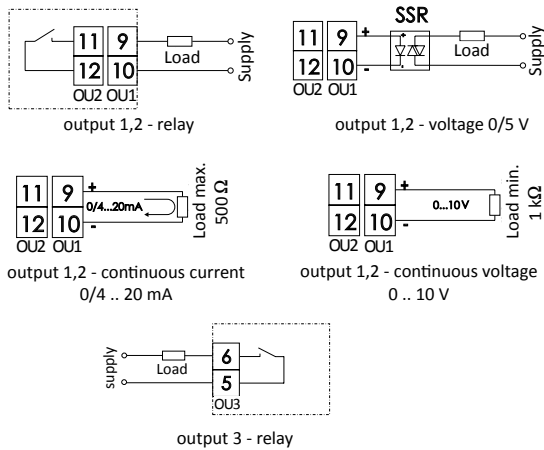 11 9
12 10
OU2 OU1
Load
Supply
output 1,2 - relay
SSR
11 9 +
12 10 -
OU2 OU1
Load
Supply
output 1,2 - voltage 0/5 V
11 9 +
12 10 -
OU2 OU1
0/4...20mA
Load max.
500 Ω
output 1,2 - continuous current
0/4 .. 20 mA
11 9 +
12 10 -
OU2 OU1
0...10V
Load min.
1 kΩ
output 1,2 - continuous voltage
0 .. 10 V
supply
Load
6
5
OU3
output 3 - relay